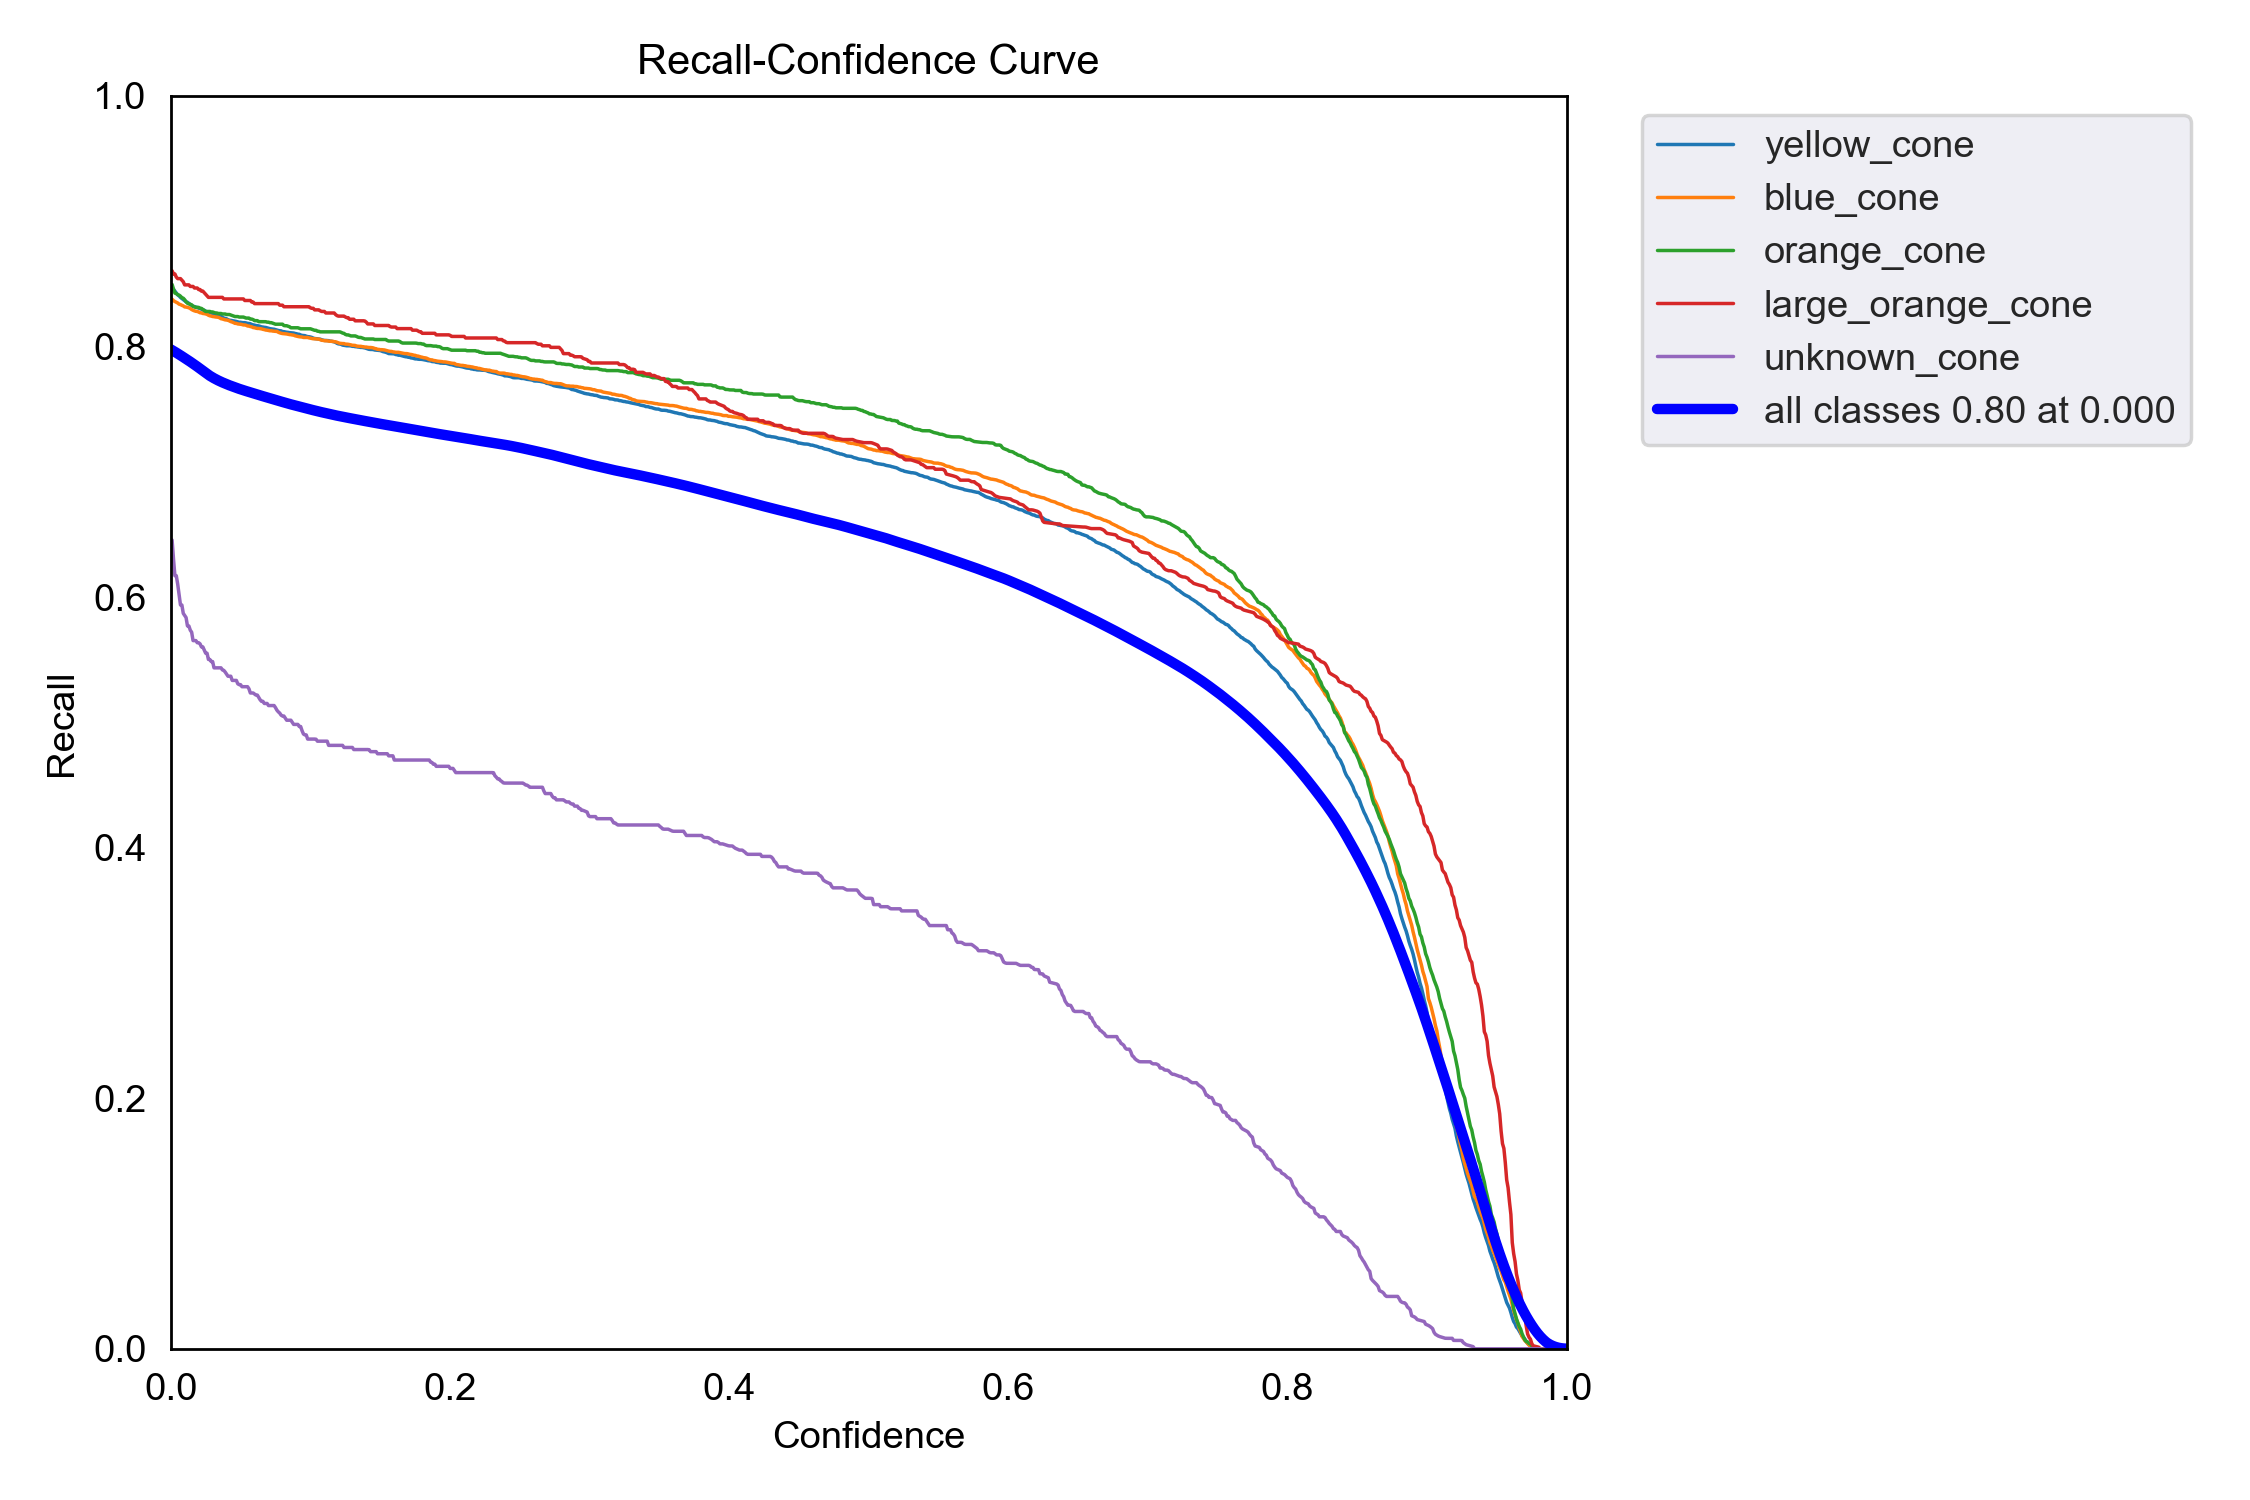 Recall-Confidence Curve
1.0
0.8
0.6
0.4
0.2
0.0
Recall
0.0 0.2 0.4 0.6 0.8 1.0
Confidence
yellow_cone
blue_cone
orange_cone
large_orange_cone
unknown_cone
all classes 0.80 at 0.000